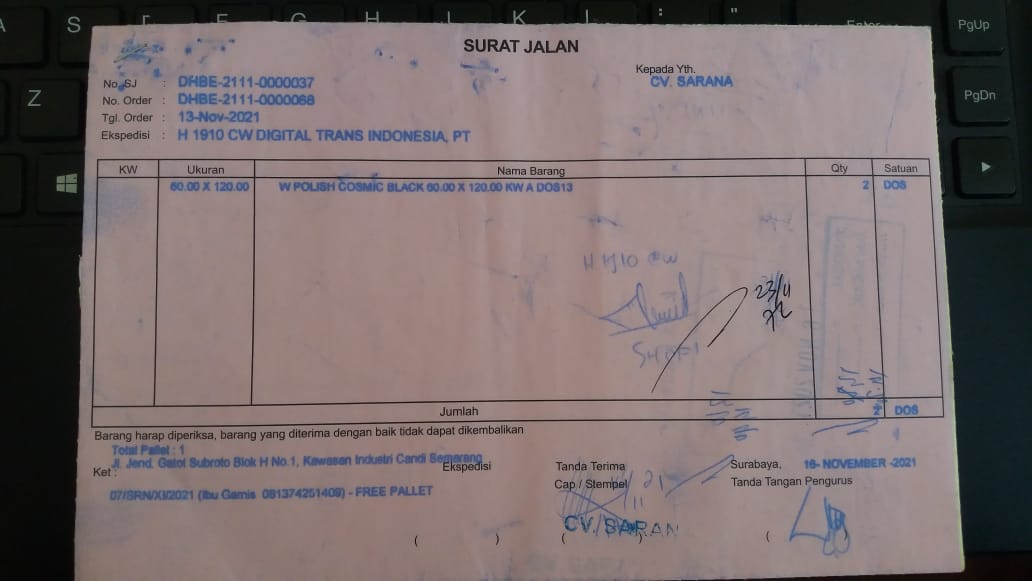 SURAT JALAN
No. SJ : DHBE-2111-0000037
No. Order : DHBE-2111-0000068
Tgl. Order : 13-Nov-2021
Ekspedisi : H 1910 CW DIGITAL TRANS INDONESIA, PT
Kepada Yth.
CV. SARANA
KW Ukuran Nama Barang Qty Satuan
60.00 X 120.00 W POLISH COSMIC BLACK 60.00 X 120.00 KW A DOS13 2 DOS
H 1910 CW
23/11
Jumlah 2 DOS
Barang harap diperiksa, barang yang diterima dengan baik tidak dapat dikembalikan
Total Pallet : 1
Jl. Jend. Gatot Subroto Blok H No.1, Kawasan Industri Candi Semarang
Ket :
07/SRN/XI/2021 (Ibu Gamis 081374251409) - FREE PALLET
Ekspedisi
( )
Tanda Terima
Cap / Stempel
CV. SARAN
( )
Surabaya, 16- NOVEMBER -2021
Tanda Tangan Pengurus
( )
S
Z
H
K
L
Enter
PgUp
PgDn